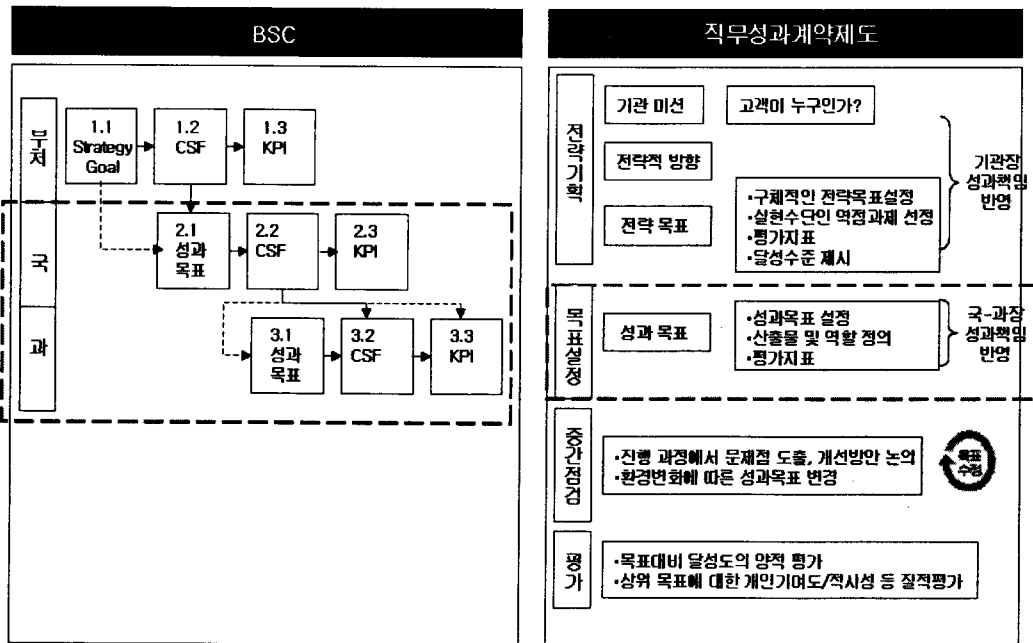 BSC
부처
1.1
Strategy
Goal
1.2
CSF
1.3
KPI
국
2.1
성과
목표
2.2
CSF
2.3
KPI
과
3.1
성과
목표
3.2
CSF
3.3
KPI
직무성과계약제도
전략기획
기관 미션
고객이 누구인가?
전략적 방향
전략 목표
·구체적인 전략목표설정
·실현수단인 역점과제 선정
·평가지표
·달성수준 제시
기관장
성과책임
반영
목표설정
성과 목표
·성과목표 설정
·산출물 및 역할 정의
·평가지표
국-과장
성과책임
반영
중간점검
·진행 과정에서 문제점 도출, 개선방안 논의
·환경변화에 따른 성과목표 변경
목표
수정
평가
·목표대비 달성도의 양적 평가
·상위 목표에 대한 개인기여도/적시성 등 질적평가